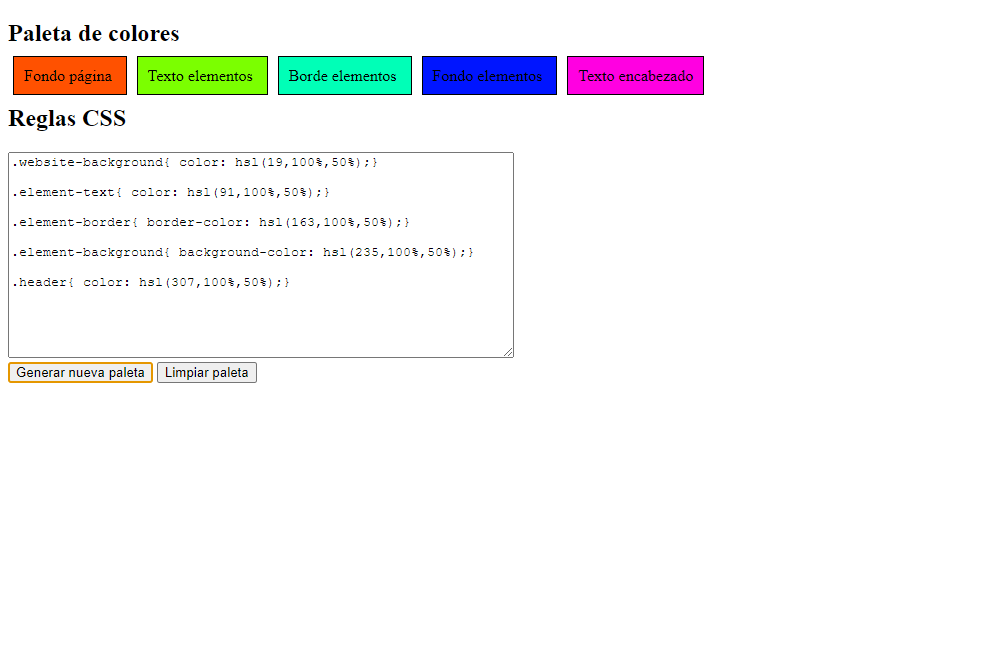 Paleta de colores
Fondo página Texto elementos Borde elementos Fondo elementos Texto encabezado
Reglas CSS
.website-background{ color: hsl(19,100%,50%);}
.element-text{ color: hsl(91,100%,50%);}
.element-border{ border-color: hsl(163,100%,50%);}
.element-background{ background-color: hsl(235,100%,50%);}
.header{ color: hsl(307,100%,50%);}
Generar nueva paleta Limpiar paleta